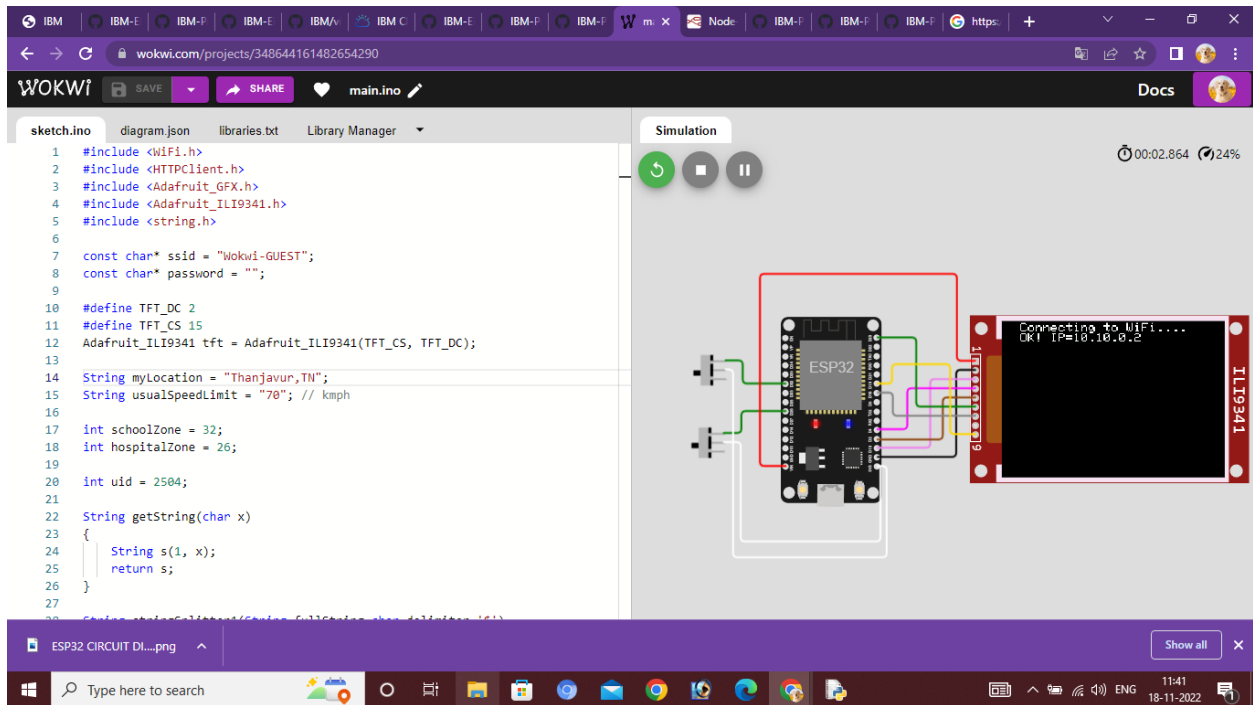 IBM
IBM-E
IBM-P
IBM-E
IBM/v
IBM C
IBM-E
IBM-P
IBM-P
m
Node-
IBM-P
IBM-P
IBM-P
https:
wokwi.com/projects/348644161482654290
WOKWi
SAVE
SHARE
main.ino
Docs
sketch.ino
diagram.json
libraries.txt
Library Manager
Simulation
00:02.864
24%
1 #include <WiFi.h>
2 #include <HTTPClient.h>
3 #include <Adafruit_GFX.h>
4 #include <Adafruit_ILI9341.h>
5 #include <string.h>
6
7 const char* ssid = "Wokwi-GUEST";
8 const char* password = "";
9
10 #define TFT_DC 2
11 #define TFT_CS 15
12 Adafruit_ILI9341 tft = Adafruit_ILI9341(TFT_CS, TFT_DC);
13
14 String myLocation = "Thanjavur,TN";
15 String usualSpeedLimit = "70"; // kmph
16
17 int schoolZone = 32;
18 int hospitalZone = 26;
19
20 int uid = 2504;
21
22 String getString(char x)
23 {
24 String s(1, x);
25 return s;
26 }
27
ESP32
Connecting to WiFi....
OK! IP=10.10.0.2
1
9
ILI9341
ESP32 CIRCUIT DI....png
Show all
Type here to search
ENG
11:41
18-11-2022
1